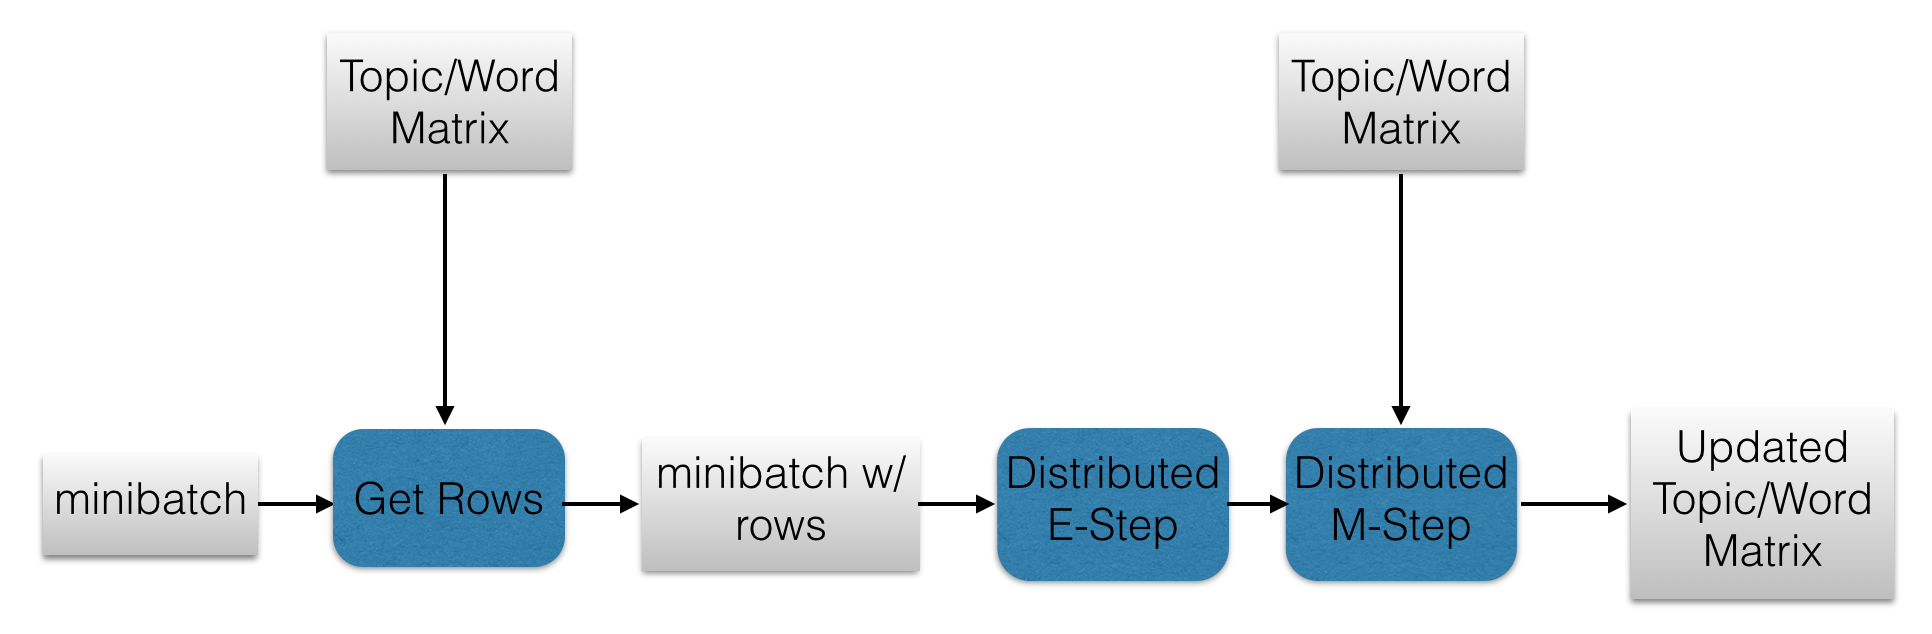 Topic/Word
Matrix
Topic/Word
Matrix
minibatch
Get Rows
minibatch w/
rows
Distributed
E-Step
Distributed
M-Step
Updated
Topic/Word
Matrix